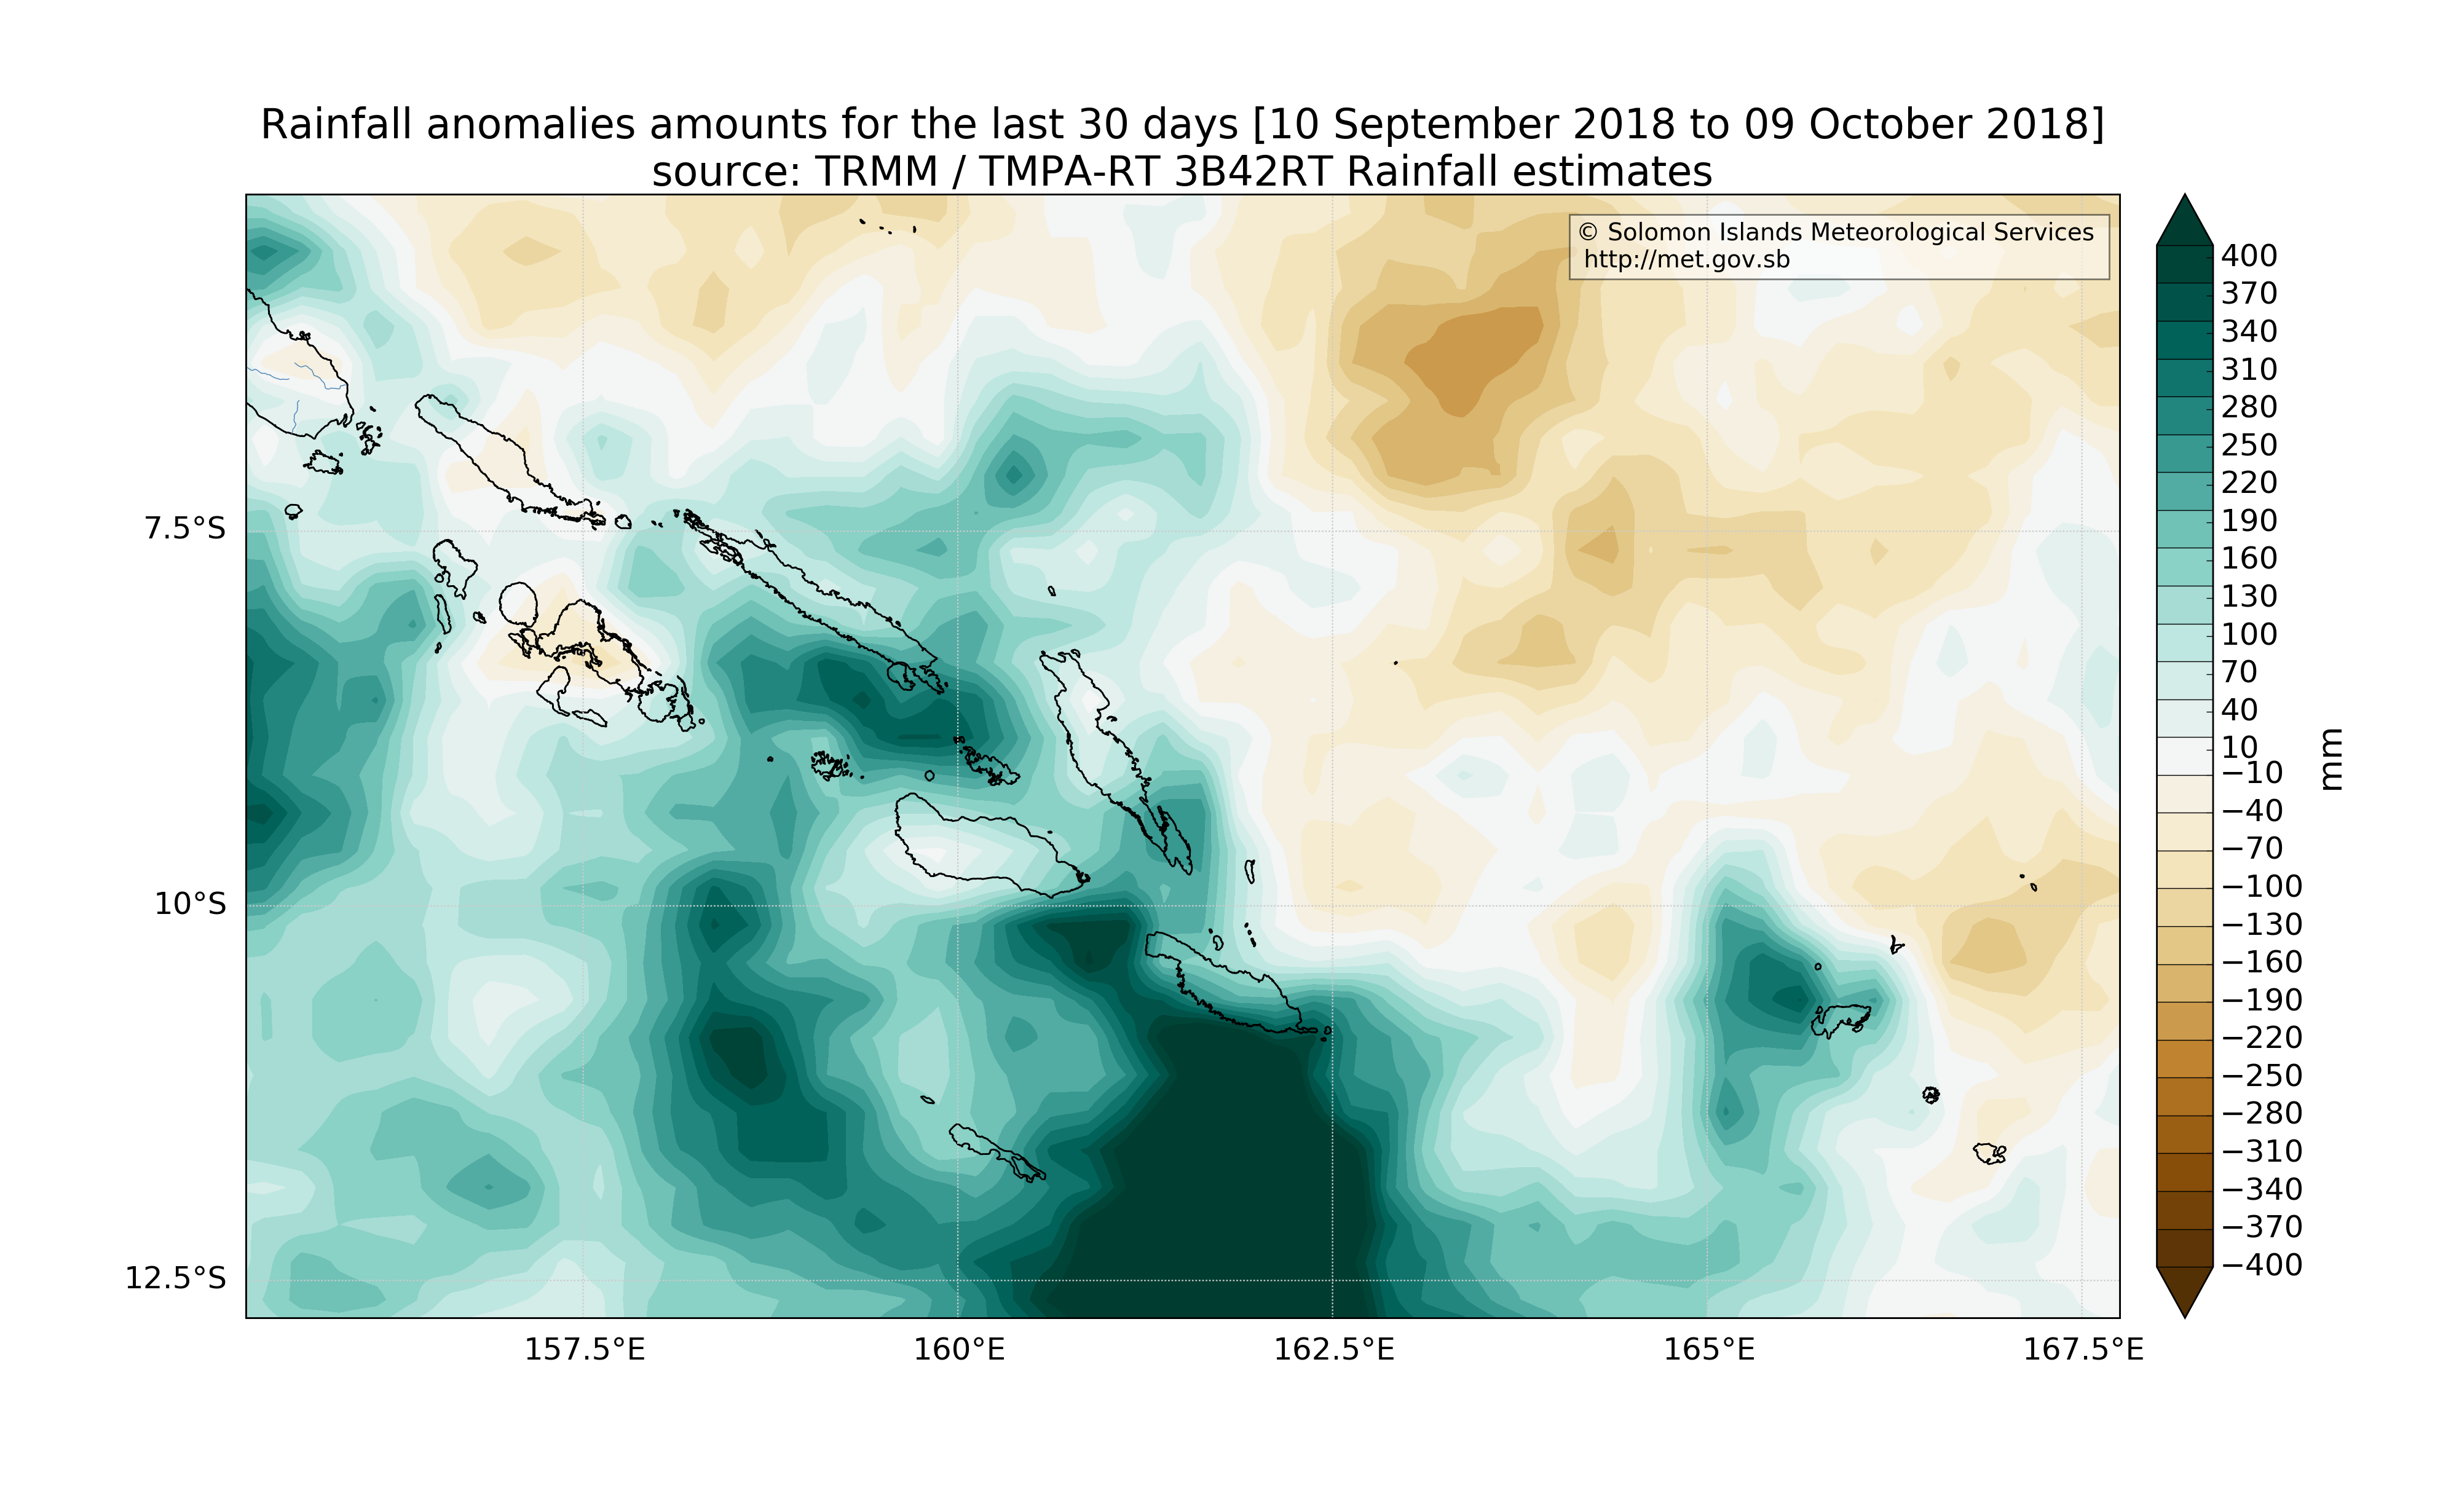 Rainfall anomalies amounts for the last 30 days [10 September 2018 to 09 October 2018]
source: TRMM / TMPA-RT 3B42RT Rainfall estimates
© Solomon Islands Meteorological Services
http://met.gov.sb
7.5°S
10°S
12.5°S
157.5°E
160°E
162.5°E
165°E
167.5°E
400
370
340
310
280
250
220
190
160
130
100
70
40
10
−10
−40
−70
−100
−130
−160
−190
−220
−250
−280
−310
−340
−370
−400
mm